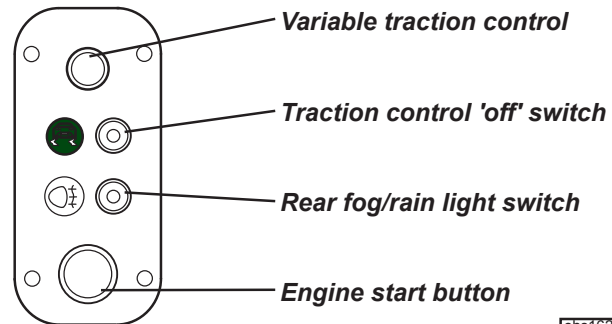 Variable traction control
Traction control 'off' switch
Rear fog/rain light switch
Engine start button